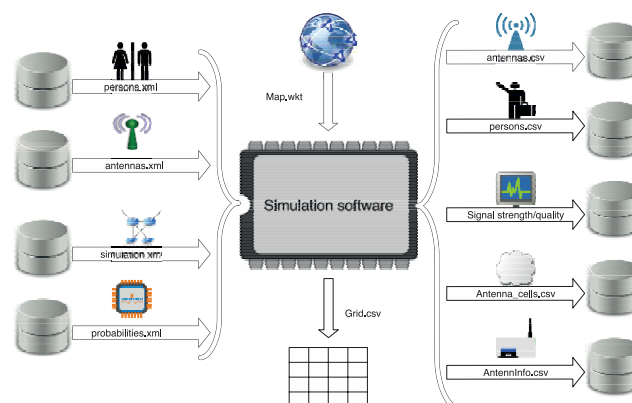 persons.xml
antennas.xml
simulation.xml
probabilities.xml
Map.wkt
Simulation software
Grid.csv
antennas.csv
persons.csv
Signal strength/quality
Antenna_cells.csv
AntennInfo.csv